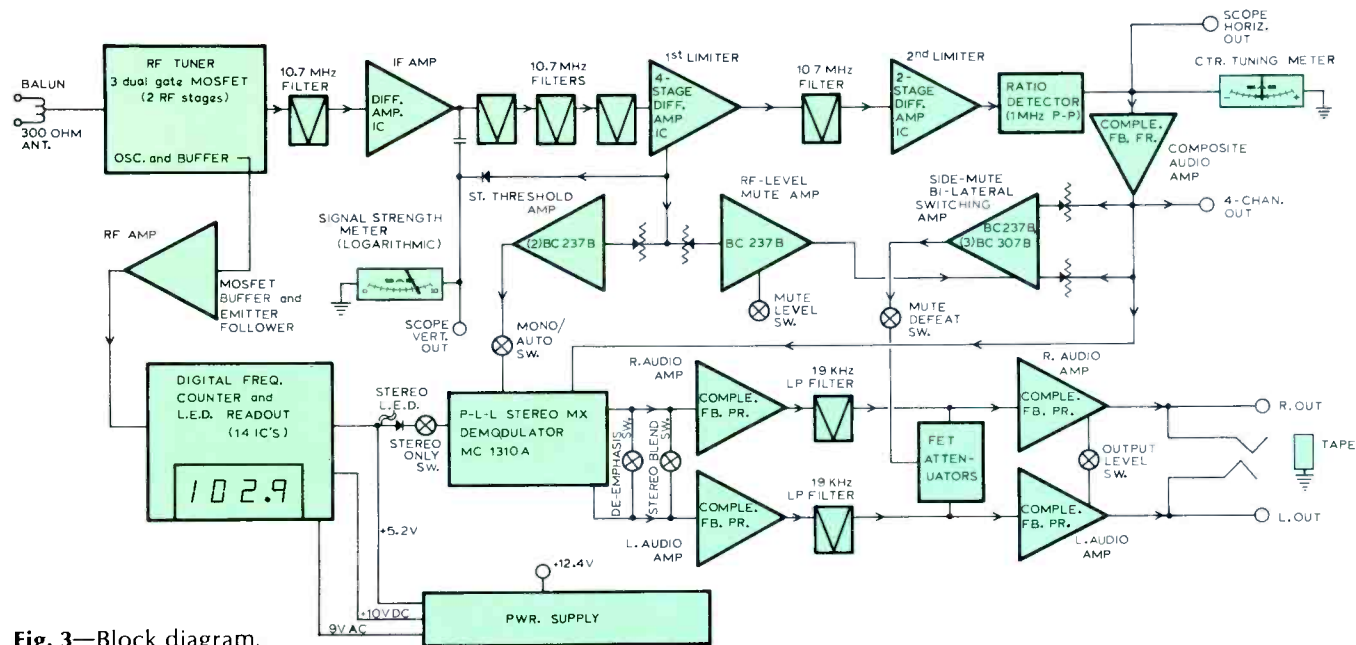 BALUN
300 OHM
ANT.
RF TUNER
3 dual gate MOSFET
(2 RF stages)
OSC. and BUFFER
10.7 MHz
FILTER
IF AMP
DIFF.
AMP.
IC
10.7 MHz
FILTERS
1st LIMITER
4-
STAGE
DIFF.
AMP
IC
10.7 MHz
FILTER
2nd LIMITER
2-
STAGE
DIFF.
AMP
IC
RATIO
DETECTOR
(1MHz P-P)
SCOPE
HORIZ.
OUT
CTR. TUNING METER
- +
COMPLE.
FB. FR.
COMPOSITE
AUDIO
AMP
4-CHAN.
OUT
SIDE-MUTE
BI-LATERAL
SWITCHING
AMP
BC237B
(3)BC 307B
RF-LEVEL
MUTE AMP
BC 237B
ST. THRESHOLD
AMP
(2)BC 237B
SIGNAL STRENGTH
METER
(LOGARITHMIC)
0 10
SCOPE
VERT.
OUT
RF AMP
MOSFET
BUFFER and
EMITTER
FOLLOWER
MUTE
LEVEL
SW.
MUTE
DEFEAT
SW.
MONO/
AUTO
SW.
DIGITAL FREQ.
COUNTER and
L.E.D. READOUT
(14 IC'S)
102.9
STEREO
L.E.D.
STEREO
ONLY
SW.
P-L-L STEREO MX
DEMODULATOR
MC 1310A
DE-EMPHASIS
SW.
STEREO BLEND
SW.
R.AUDIO
AMP
COMPLE.
FB. PR.
19 KHz
LP FILTER
R. AUDIO
AMP
COMPLE.
FB. PR.
R. OUT
FET
ATTEN-
UATORS
OUTPUT
LEVEL
SW.
TAPE
COMPLE.
FB. PR.
L.AUDIO
AMP
19 KHz
LP FILTER
COMPLE.
FB. PR.
L.AUDIO
AMP
L.OUT
+5.2V
+10V DC
9V AC
+12.4V
PWR. SUPPLY
Fig. 3—Block diagram.